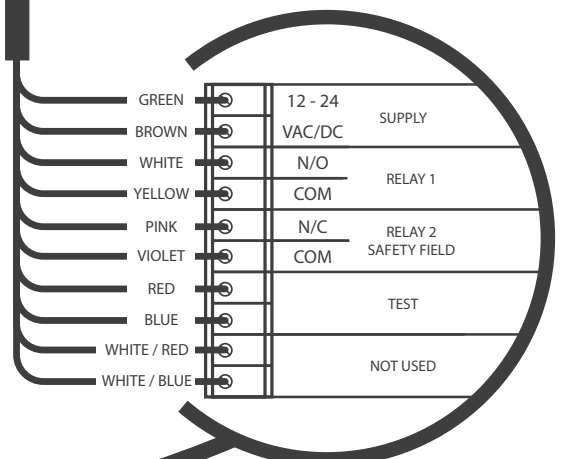 GREEN 12 - 24 SUPPLY
BROWN VAC/DC
WHITE N/O RELAY 1
YELLOW COM
PINK N/C RELAY 2
VIOLET COM SAFETY FIELD
RED TEST
BLUE
WHITE / RED NOT USED
WHITE / BLUE